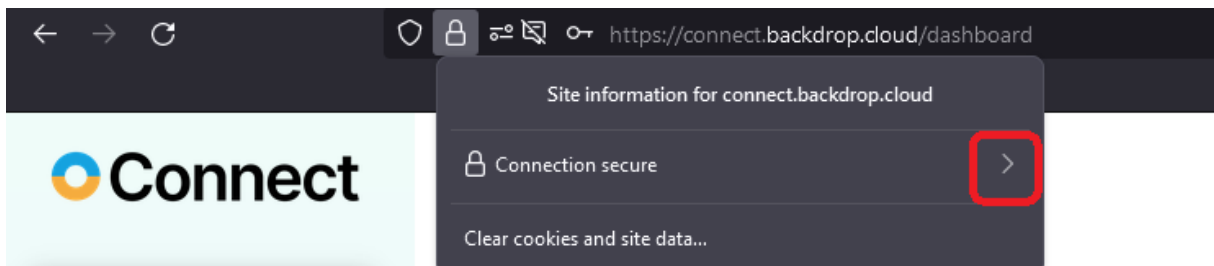 https://connect.backdrop.cloud/dashboard
Site information for connect.backdrop.cloud
Connect
Connection secure
Clear cookies and site data...